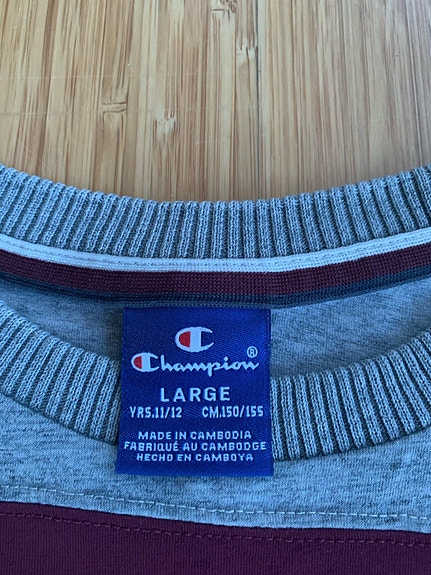 Champion®
LARGE
YRS.11/12 CM.150/155
MADE IN CAMBODIA
FABRIQUÉ AU CAMBODGE
HECHO EN CAMBOYA